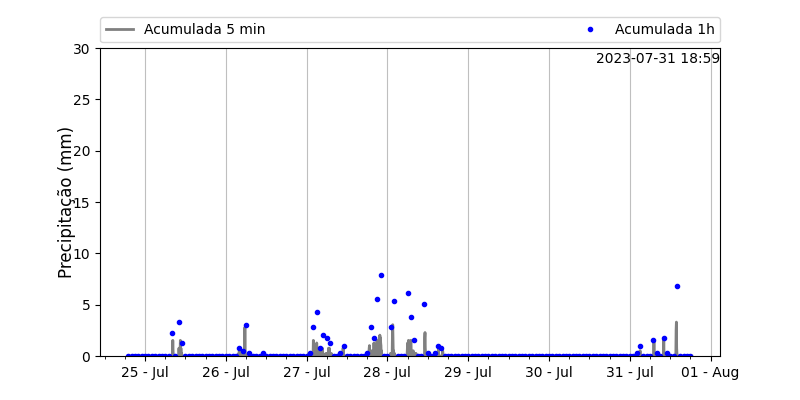 Acumulada 5 min
Acumulada 1h
2023-07-31 18:59
Precipitação (mm)
30
25
20
15
10
5
0
25 - Jul
26 - Jul
27 - Jul
28 - Jul
29 - Jul
30 - Jul
31 - Jul
01 - Aug